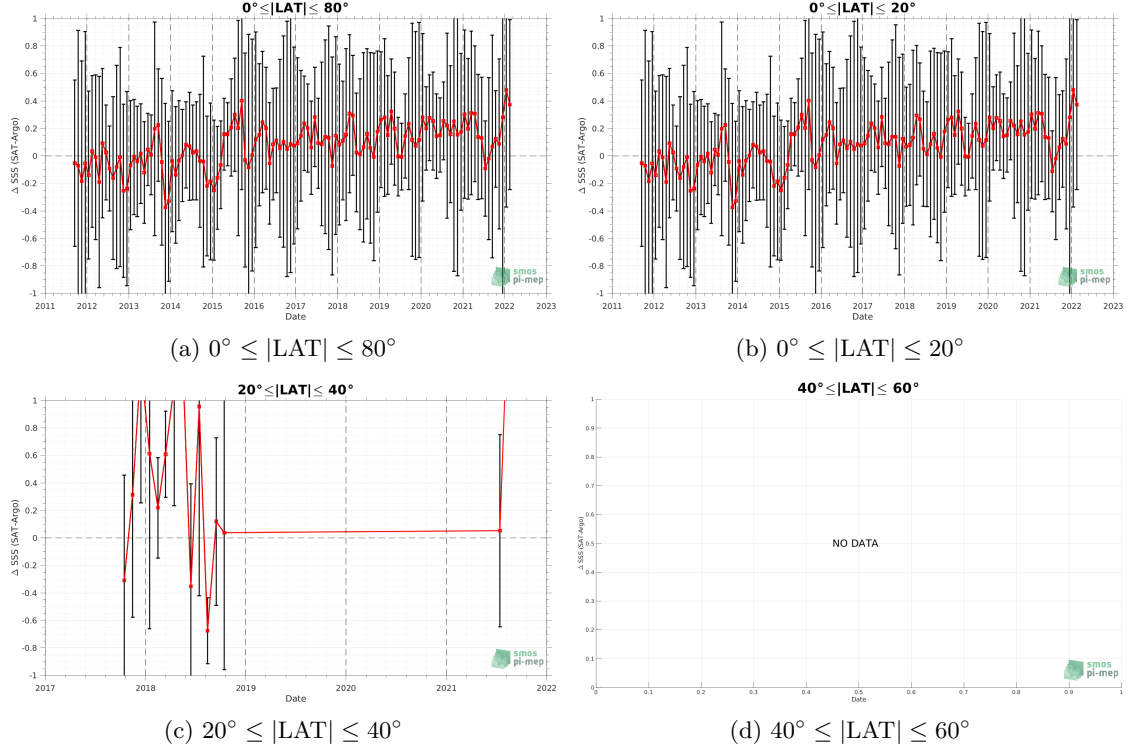 0°≤|LAT|≤ 80°
Δ SSS (SAT-Argo)
1
0.8
0.6
0.4
0.2
0
-0.2
-0.4
-0.6
-0.8
-1
2011 2012 2013 2014 2015 2016 2017 2018 2019 2020 2021 2022 2023
Date
smos
pi-mep
(a) 0° ≤ |LAT| ≤ 80°
0°≤|LAT|≤ 20°
Δ SSS (SAT-Argo)
1
0.8
0.6
0.4
0.2
0
-0.2
-0.4
-0.6
-0.8
-1
2011 2012 2013 2014 2015 2016 2017 2018 2019 2020 2021 2022 2023
Date
smos
pi-mep
(b) 0° ≤ |LAT| ≤ 20°
20°≤|LAT|≤ 40°
Δ SSS (SAT-Argo)
1
0.8
0.6
0.4
0.2
0
-0.2
-0.4
-0.6
-0.8
-1
2017 2018 2019 2020 2021 2022
Date
smos
pi-mep
(c) 20° ≤ |LAT| ≤ 40°
40°≤|LAT|≤ 60°
Δ SSS (SAT-Argo)
1
0.9
0.8
0.7
0.6
0.5
0.4
0.3
0.2
0.1
0
NO DATA
0 0.1 0.2 0.3 0.4 0.5 0.6 0.7 0.8 0.9 1
Date
smos
pi-mep
(d) 40° ≤ |LAT| ≤ 60°